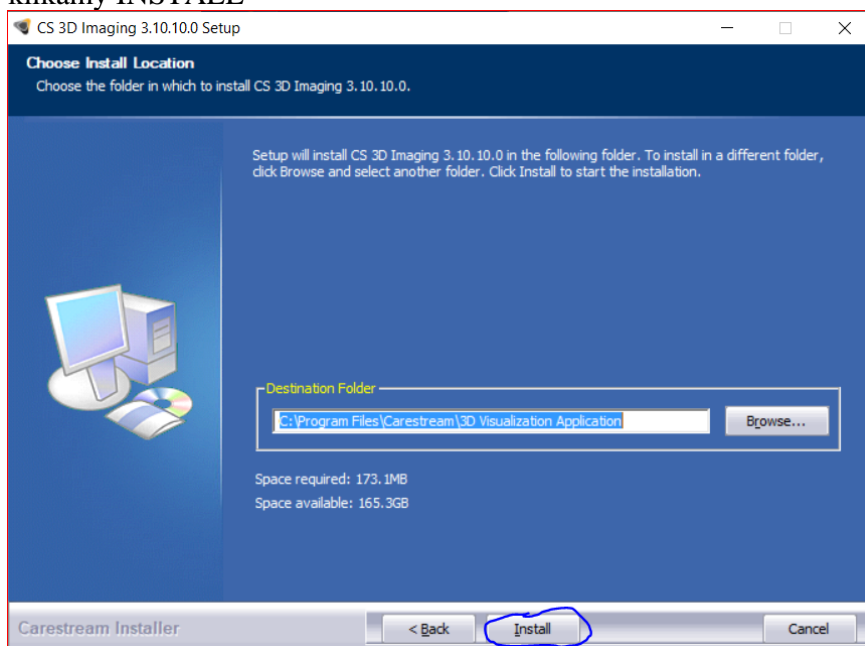 klikamy INSTALL
CS 3D Imaging 3.10.10.0 Setup
Choose Install Location
Choose the folder in which to install CS 3D Imaging 3.10.10.0.
Setup will install CS 3D Imaging 3.10.10.0 in the following folder. To install in a different folder,
click Browse and select another folder. Click Install to start the installation.
Destination Folder
C:\Program Files\Carestream\3D Visualization Application
Browse...
Space required: 173.1MB
Space available: 165.3GB
Carestream Installer
< Back
Install
Cancel